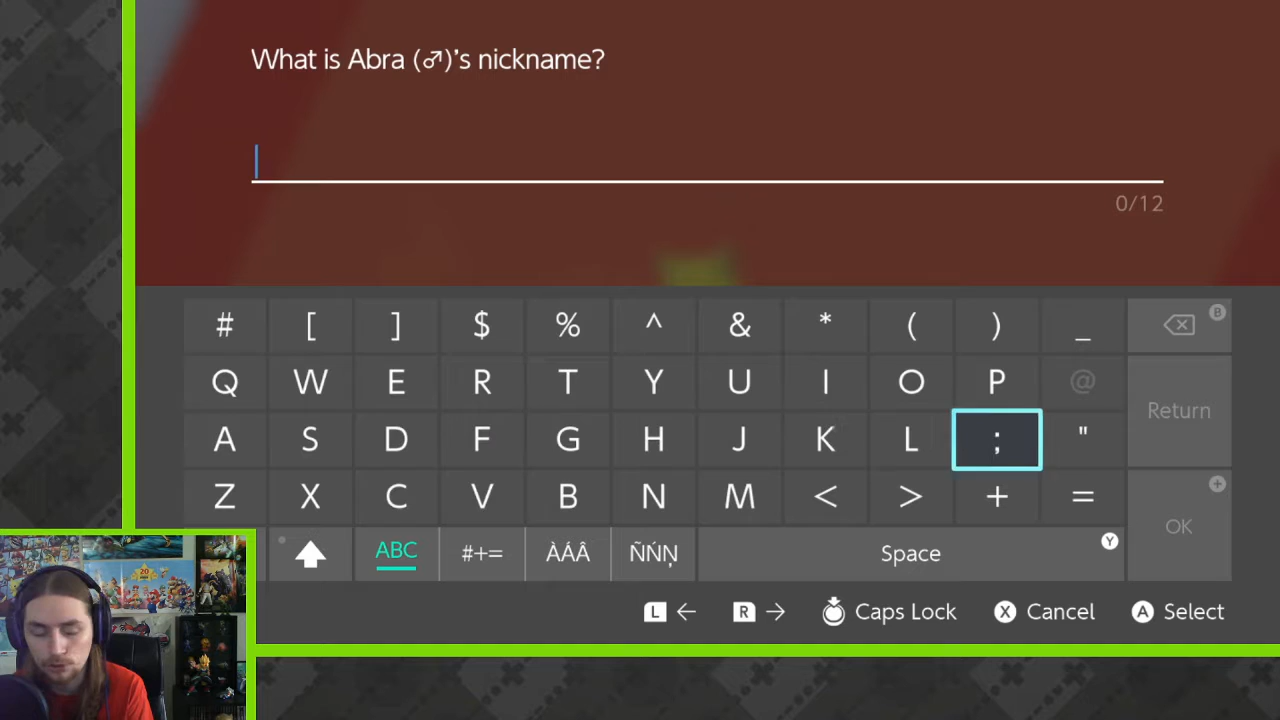 What is Abra (♂)'s nickname?
0/12
# [ ] $ % ^ & * ( ) _ B
Q W E R T Y U I O P @ Return
A S D F G H J K L ; "
Z X C V B N M < > + = + OK
ABC #+= ÀÁÂ ÑŃŅ Space Y
L ← R → Caps Lock X Cancel A Select